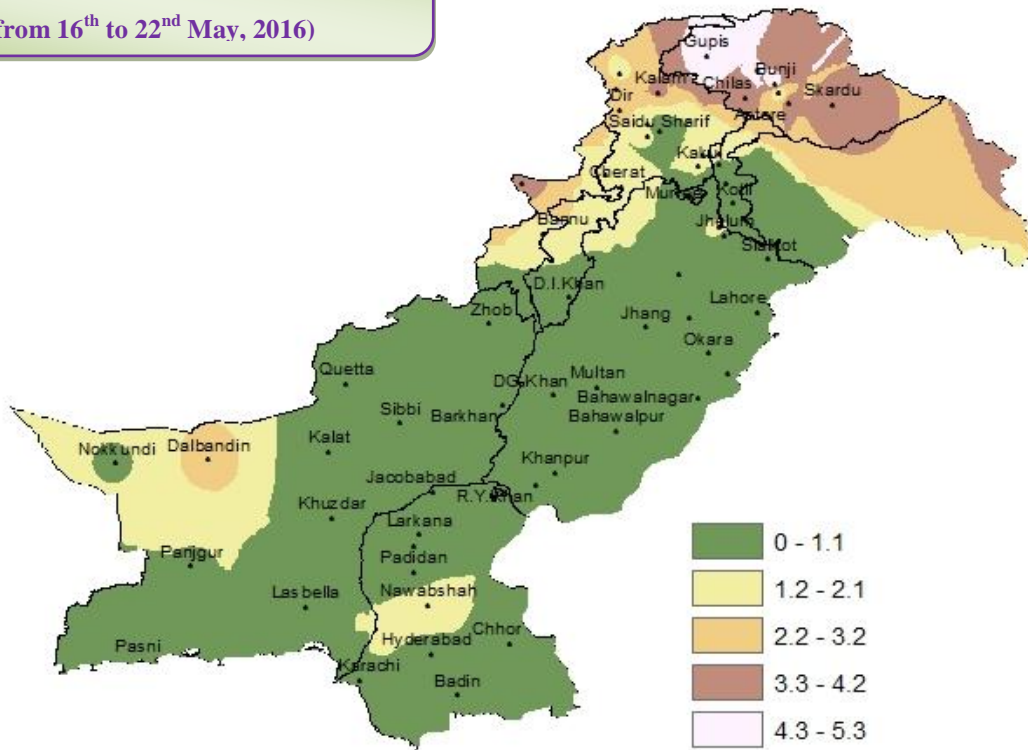 from 16th to 22nd May, 2016)
Gupis
Bunji
Kalam
Chilas
Skardu
Dir
Astore
Saidu Sharif
Kakul
Cherat
Murree
Kotli
Bannu
Jhelum
Sialkot
D.I.Khan
Zhob
Lahore
Jhang
Okara
Quetta
DG-Khan
Multan
Bahawalnagar
Sibbi
Barkhan
Bahawalpur
Nokkundi
Dalbandin
Kalat
Khanpur
Jacobabad
R.Y.Khan
Khuzdar
Larkana
Panjgur
Padidan
Lasbella
Nawabshah
Chhor
Pasni
Hyderabad
Karachi
Badin
0 - 1.1
1.2 - 2.1
2.2 - 3.2
3.3 - 4.2
4.3 - 5.3